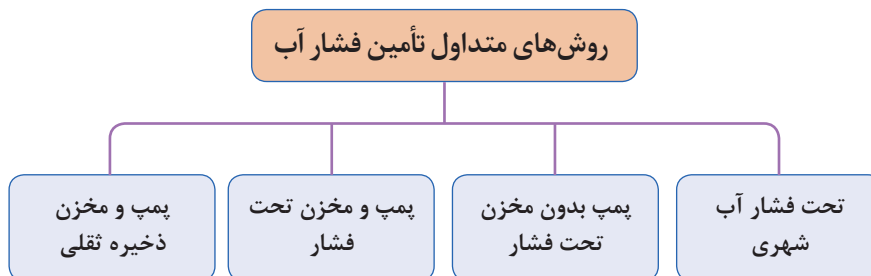 روش‌های متداول تأمین فشار آب
تحت فشار آب
شهری
پمپ بدون مخزن
تحت فشار
پمپ و مخزن تحت
فشار
پمپ و مخزن
ذخیره ثقلی